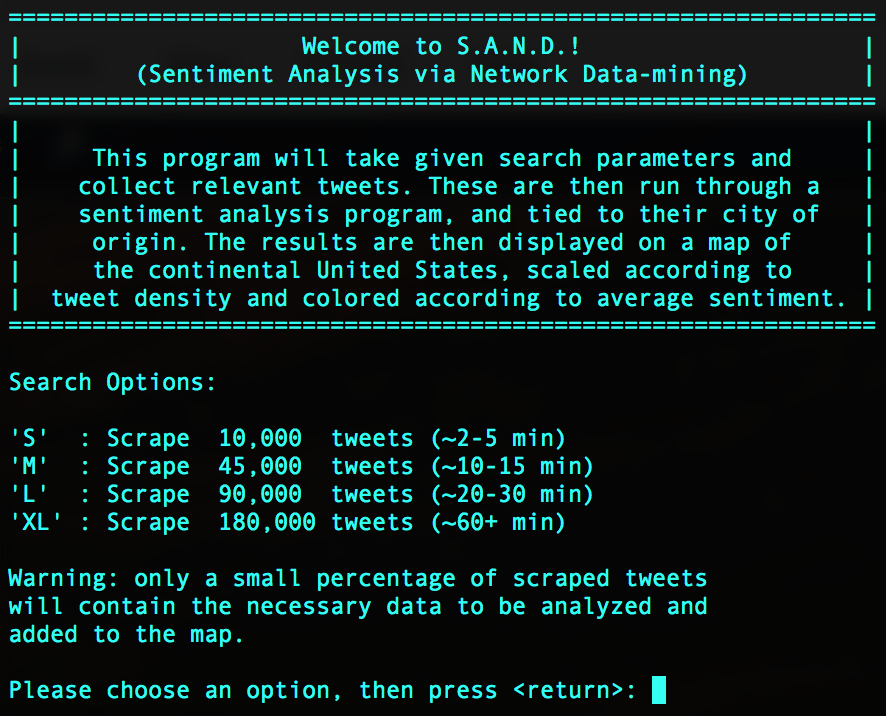 ==============================================================
|                    Welcome to S.A.N.D.!                    |
|        (Sentiment Analysis via Network Data-mining)        |
==============================================================
|                                                            |
|     This program will take given search parameters and     |
|    collect relevant tweets. These are then run through a   |
|    sentiment analysis program, and tied to their city of   |
|     origin. The results are then displayed on a map of     |
|     the continental United States, scaled according to     |
|  tweet density and colored according to average sentiment. |
==============================================================
Search Options:
'S'  : Scrape  10,000  tweets (~2-5 min)
'M'  : Scrape  45,000  tweets (~10-15 min)
'L'  : Scrape  90,000  tweets (~20-30 min)
'XL' : Scrape  180,000 tweets (~60+ min)
Warning: only a small percentage of scraped tweets
will contain the necessary data to be analyzed and
added to the map.
Please choose an option, then press <return>: